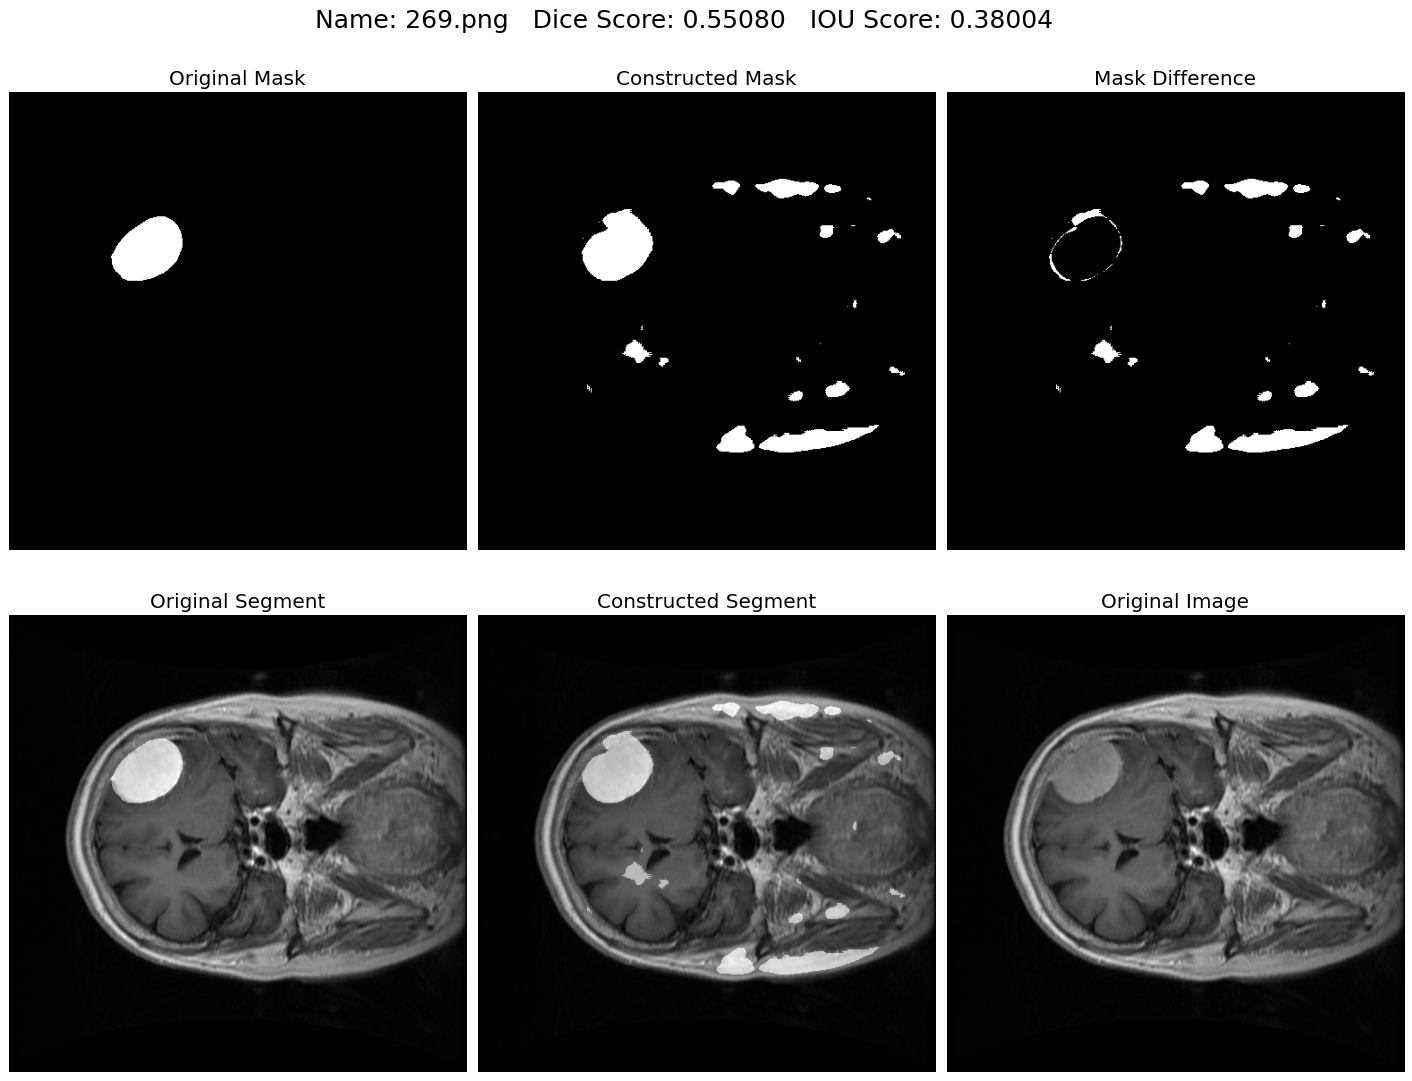 Name: 269.png   Dice Score: 0.55080   IOU Score: 0.38004
Original Mask
Constructed Mask
Mask Difference
Original Segment
Constructed Segment
Original Image